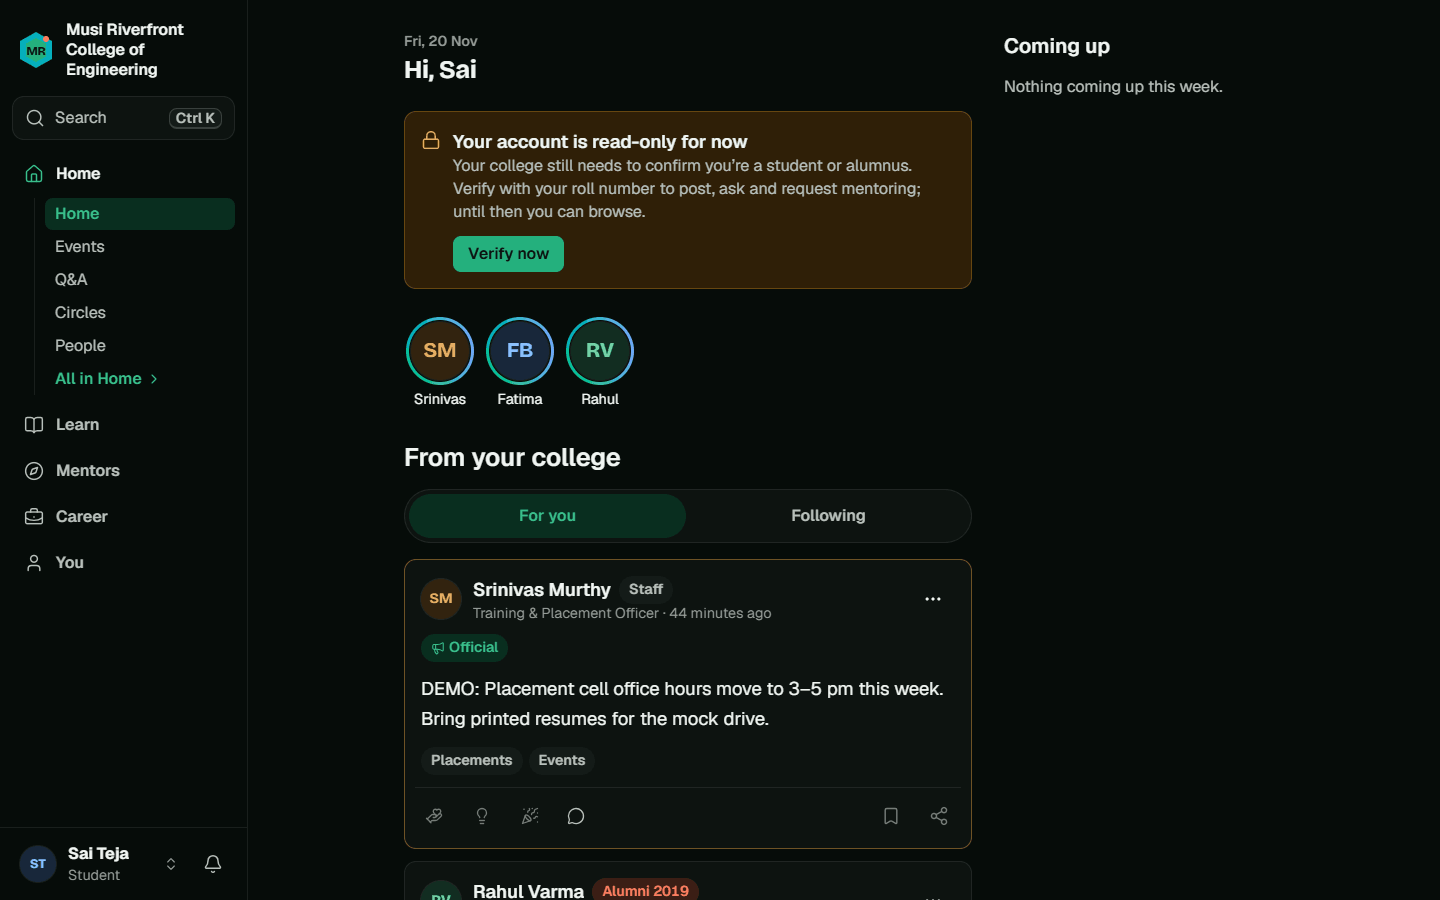 MR
Musi Riverfront
College of
Engineering
Search
Ctrl K
Home
Home
Events
Q&A
Circles
People
All in Home
Learn
Mentors
Career
You
ST
Sai Teja
Student
Fri, 20 Nov
Hi, Sai
Your account is read-only for now
Your college still needs to confirm you’re a student or alumnus.
Verify with your roll number to post, ask and request mentoring;
until then you can browse.
Verify now
SM
FB
RV
Srinivas
Fatima
Rahul
From your college
For you
Following
SM
Srinivas Murthy
Staff
Training & Placement Officer · 44 minutes ago
Official
DEMO: Placement cell office hours move to 3–5 pm this week.
Bring printed resumes for the mock drive.
Placements
Events
RV
Rahul Varma
Alumni 2019
Coming up
Nothing coming up this week.